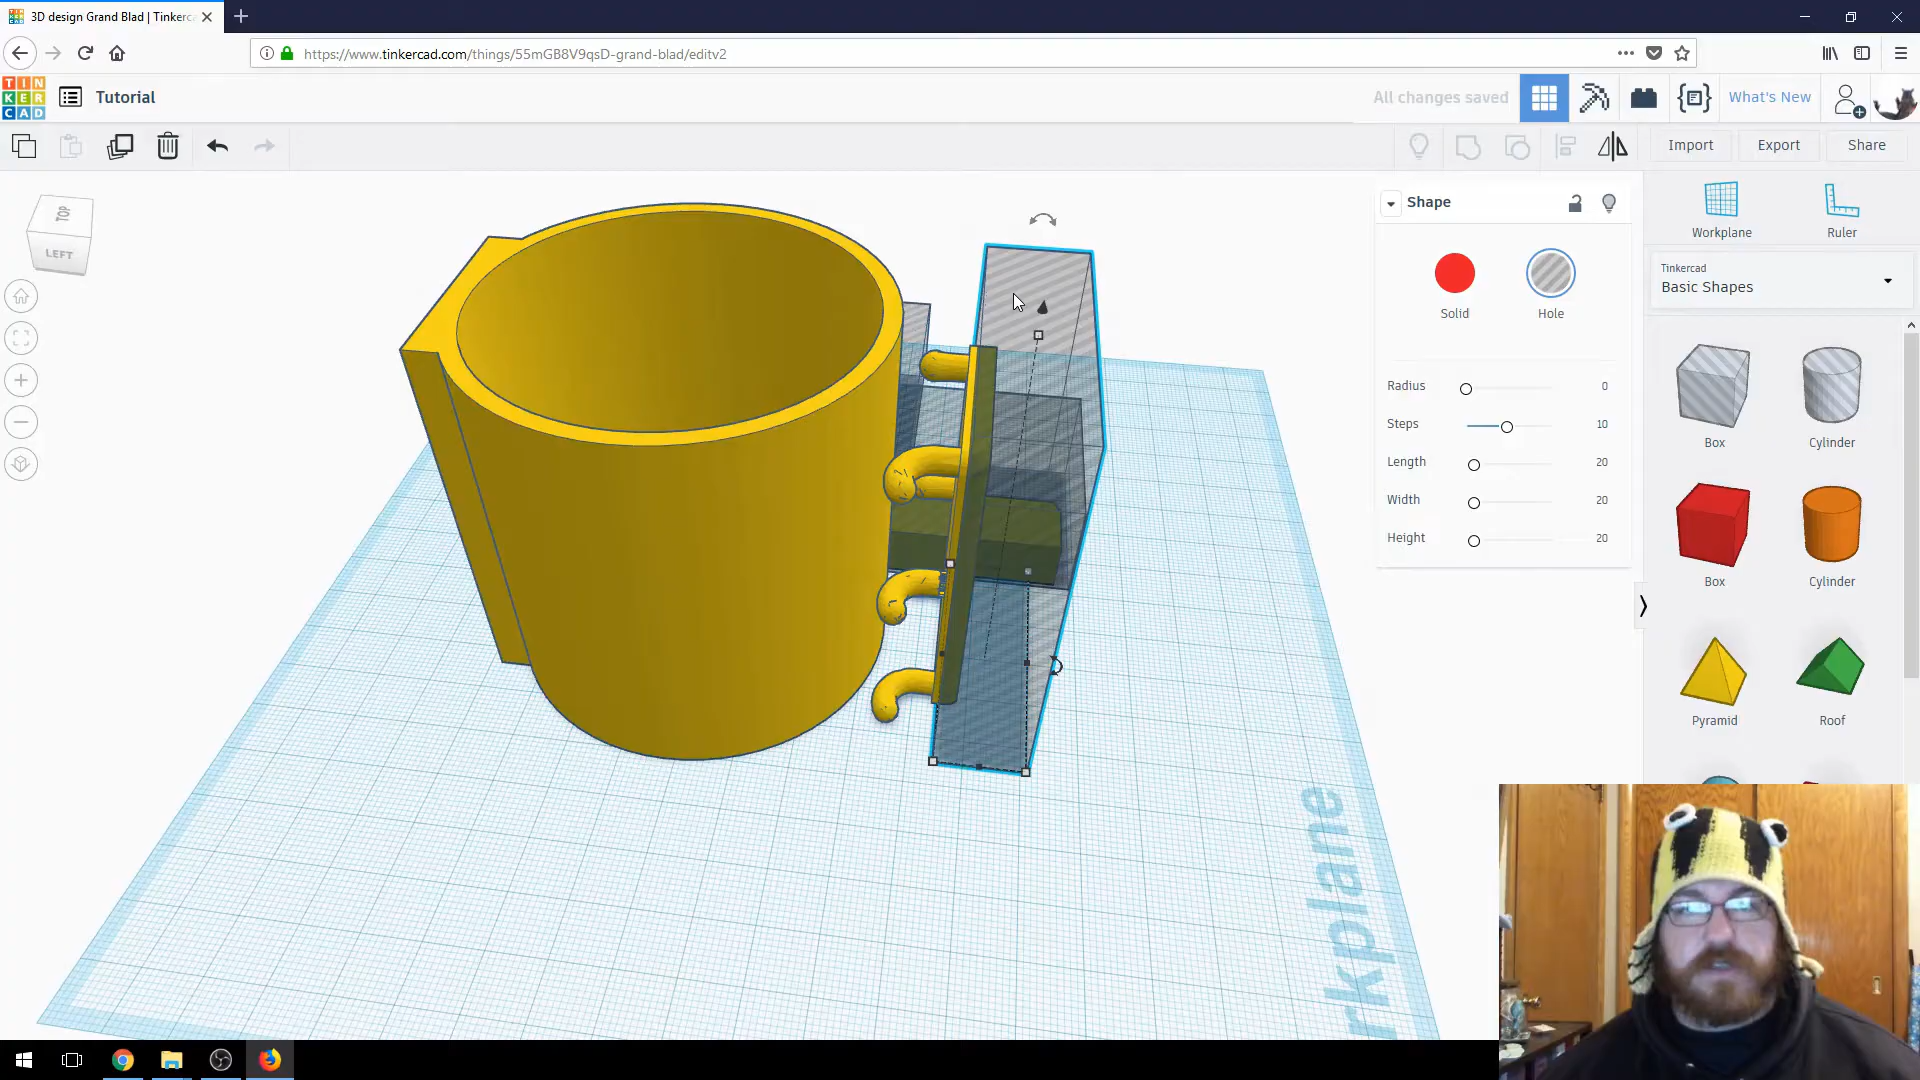 3D design Grand Blad | Tinkerca
https://www.tinkercad.com/things/55mGB8V9qsD-grand-blad/editv2
TIN
KER
CAD
Tutorial
All changes saved
What's New
Import
Export
Share
TOP
LEFT
Shape
Solid
Hole
Radius
0
Steps
10
Length
20
Width
20
Height
20
Workplane
Ruler
Tinkercad
Basic Shapes
Box
Cylinder
Box
Cylinder
Pyramid
Roof
rkplane